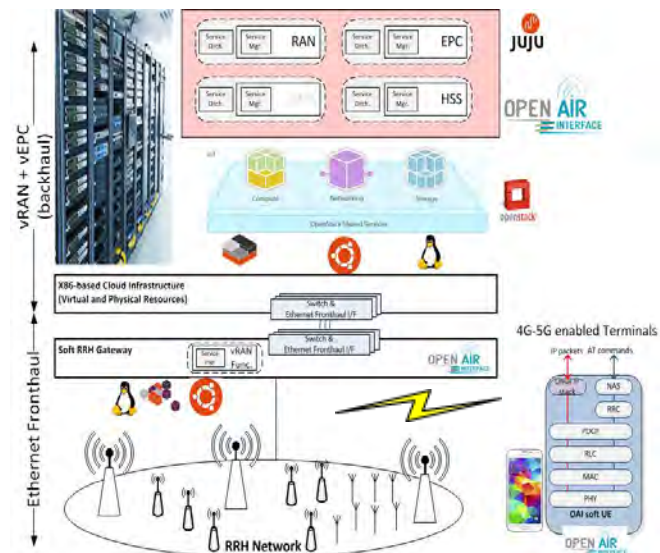 Service
Orch.
Service
Mgr.
RAN
Service
Orch.
Service
Mgr.
EPC
JUJU
Service
Orch.
Service
Mgr.
Service
Orch.
Service
Mgr.
HSS
OPEN AIR
INTERFACE
vRAN + vEPC
(backhaul)
Compute
Networking
Storage
OpenStack Shared Services
openstack
X86-based Cloud Infrastructure
(Virtual and Physical Resources)
Switch &
Ethernet Fronthaul I/F
Switch &
Ethernet Fronthaul I/F
Soft RRH Gateway
Service
vRAN
Func.
OPEN AIR
INTERFACE
Ethernet Fronthaul
RRH Network
4G-5G enabled Terminals
IP packets
AT commands
Linux IP
stack
NAS
RRC
PDCP
RLC
MAC
PHY
OAI soft UE
OPEN AIR
INTERFACE